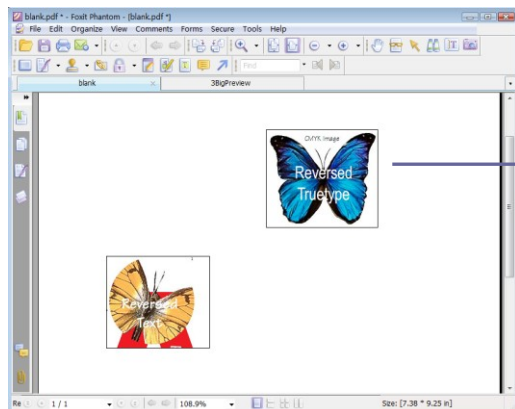 blank.pdf * - Foxit Phantom - [blank.pdf *]
File Edit Organize View Comments Forms Secure Tools Help
Find
blank 3BigPreview
CMYK Image
Reversed
Truetype
Reversed
Text
1 / 1 108.9% Size: [7.38 * 9.25 in]